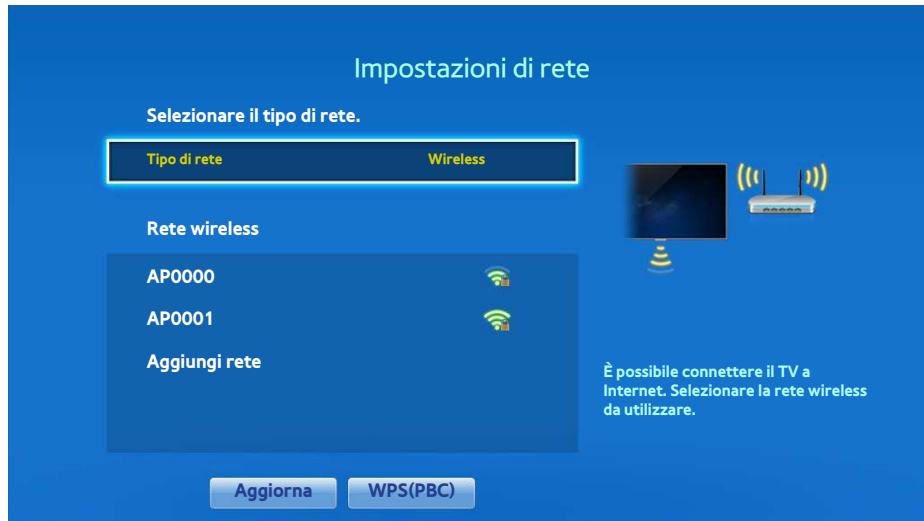 Impostazioni di rete
Selezionare il tipo di rete.
Tipo di rete Wireless
Rete wireless
AP0000
AP0001
Aggiungi rete
È possibile connettere il TV a
Internet. Selezionare la rete wireless
da utilizzare.
Aggiorna WPS(PBC)